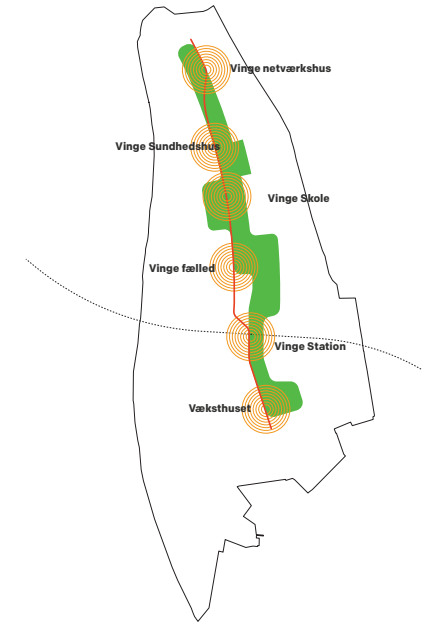 Vinge netværkshus
Vinge Sundhedshus
Vinge Skole
Vinge fælled
Vinge Station
Væksthuset